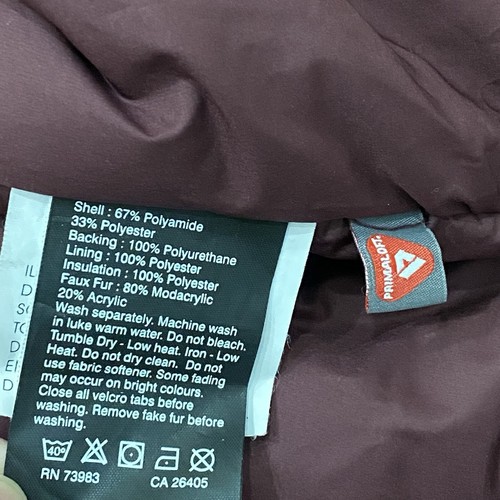 Shell : 67% Polyamide
33% Polyester
Backing : 100% Polyurethane
Lining : 100% Polyester
Insulation : 100% Polyester
Faux Fur : 80% Modacrylic
20% Acrylic
Wash separately. Machine wash
in luke warm water. Do not bleach.
Tumble Dry - Low heat. Iron - Low
Heat. Do not dry clean. Do not
use fabric softener. Some fading
may occur on bright colours.
Close all velcro tabs before
washing. Remove fake fur before
washing.
40°
RN 73983 CA 26405
PRIMALOFT